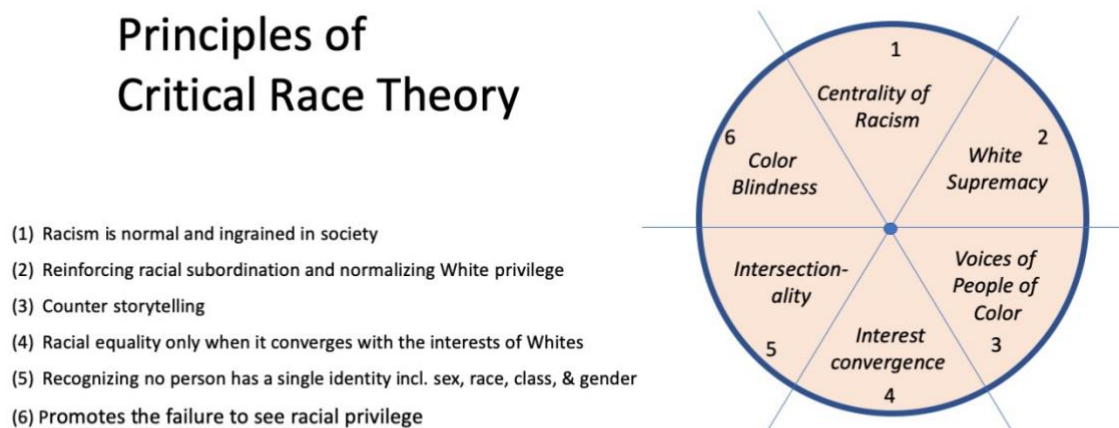 Principles of
Critical Race Theory
(1) Racism is normal and ingrained in society
(2) Reinforcing racial subordination and normalizing White privilege
(3) Counter storytelling
(4) Racial equality only when it converges with the interests of Whites
(5) Recognizing no person has a single identity incl. sex, race, class, & gender
(6) Promotes the failure to see racial privilege
1
Centrality of
Racism
2
White
Supremacy
Voices of
People of
Color
3
Interest
convergence
4
Intersection-
ality
5
6
Color
Blindness